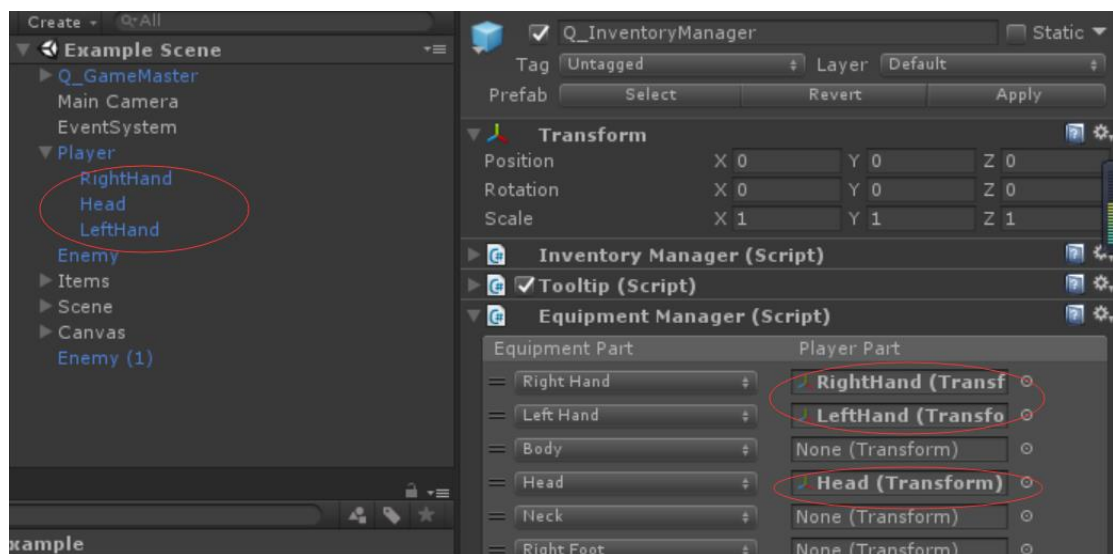 Create
All
Example Scene
Q_GameMaster
Main Camera
EventSystem
Player
RightHand
Head
LeftHand
Enemy
Items
Scene
Canvas
Enemy (1)
xample
Q_InventoryManager
Static
Tag Untagged Layer Default
Prefab Select Revert Apply
Transform
Position X 0 Y 0 Z 0
Rotation X 0 Y 0 Z 0
Scale X 1 Y 1 Z 1
Inventory Manager (Script)
Tooltip (Script)
Equipment Manager (Script)
Equipment Part Player Part
Right Hand RightHand (Transf
Left Hand LeftHand (Transfo
Body None (Transform)
Head Head (Transform)
Neck None (Transform)
Right Foot None (Transform)